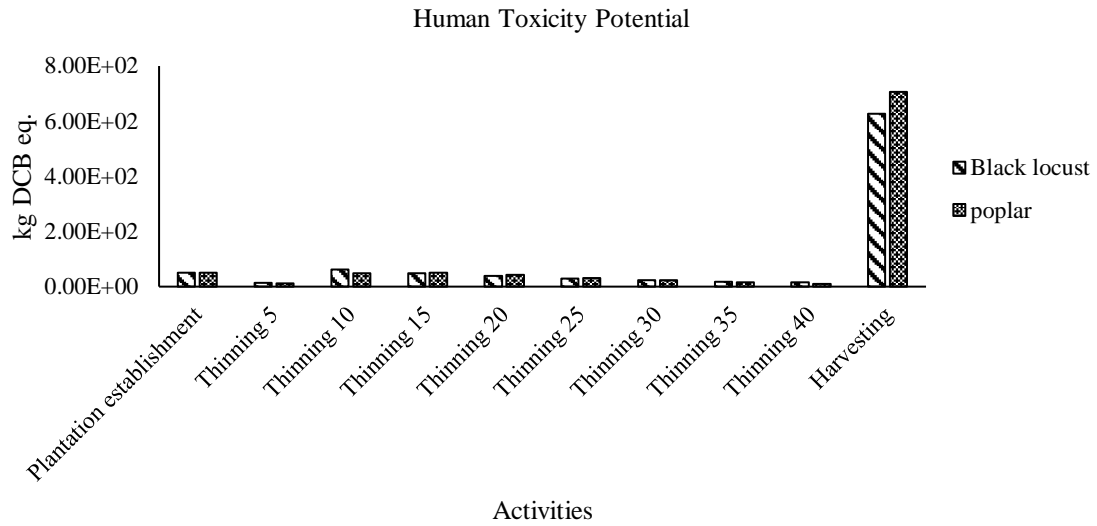 Human Toxicity Potential
8.00E+02
6.00E+02
4.00E+02
2.00E+02
0.00E+00
kg DCB eq.
Black locust
poplar
Plantation establishment
Thinning 5
Thinning 10
Thinning 15
Thinning 20
Thinning 25
Thinning 30
Thinning 35
Thinning 40
Harvesting
Activities